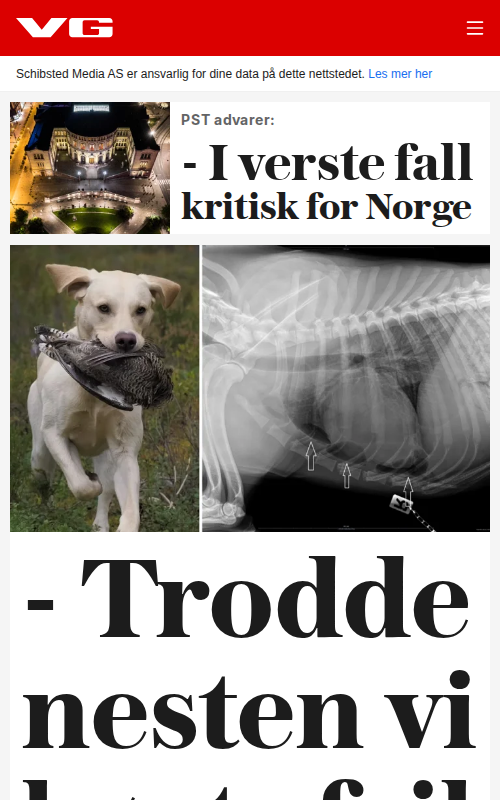 VG
Schibsted Media AS er ansvarlig for dine data på dette nettstedet. Les mer her
PST advarer:
- I verste fall
kritisk for Norge
- Trodde
nesten vi